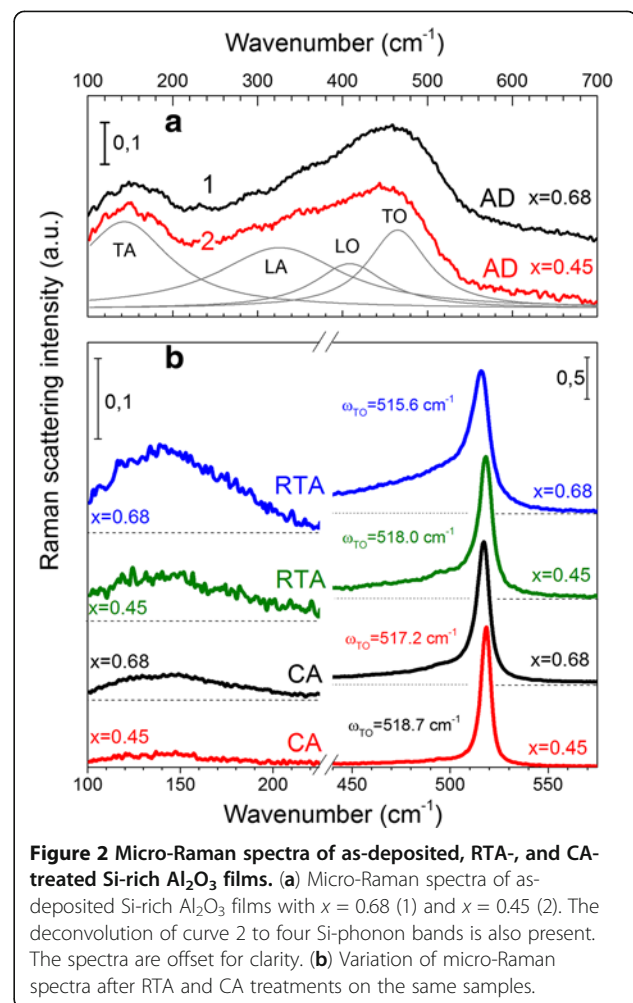 Wavenumber (cm⁻¹)
100 200 300 400 500 600 700
a
0,1
1
AD x=0.68
2
TO
TA
LA
LO
AD x=0.45
Raman scattering intensity (a.u.)
b
0,1
0,5
ω_TO=515.6 cm⁻¹
RTA
x=0.68
x=0.68
ω_TO=518.0 cm⁻¹
RTA
x=0.45
x=0.45
ω_TO=517.2 cm⁻¹
x=0.68
CA
x=0.68
ω_TO=518.7 cm⁻¹
x=0.45
CA
x=0.45
100 150 200 450 500 550
Wavenumber (cm⁻¹)
Figure 2 Micro-Raman spectra of as-deposited, RTA-, and CA-
treated Si-rich Al₂O₃ films. (a) Micro-Raman spectra of as-
deposited Si-rich Al₂O₃ films with x = 0.68 (1) and x = 0.45 (2). The
deconvolution of curve 2 to four Si-phonon bands is also present.
The spectra are offset for clarity. (b) Variation of micro-Raman
spectra after RTA and CA treatments on the same samples.